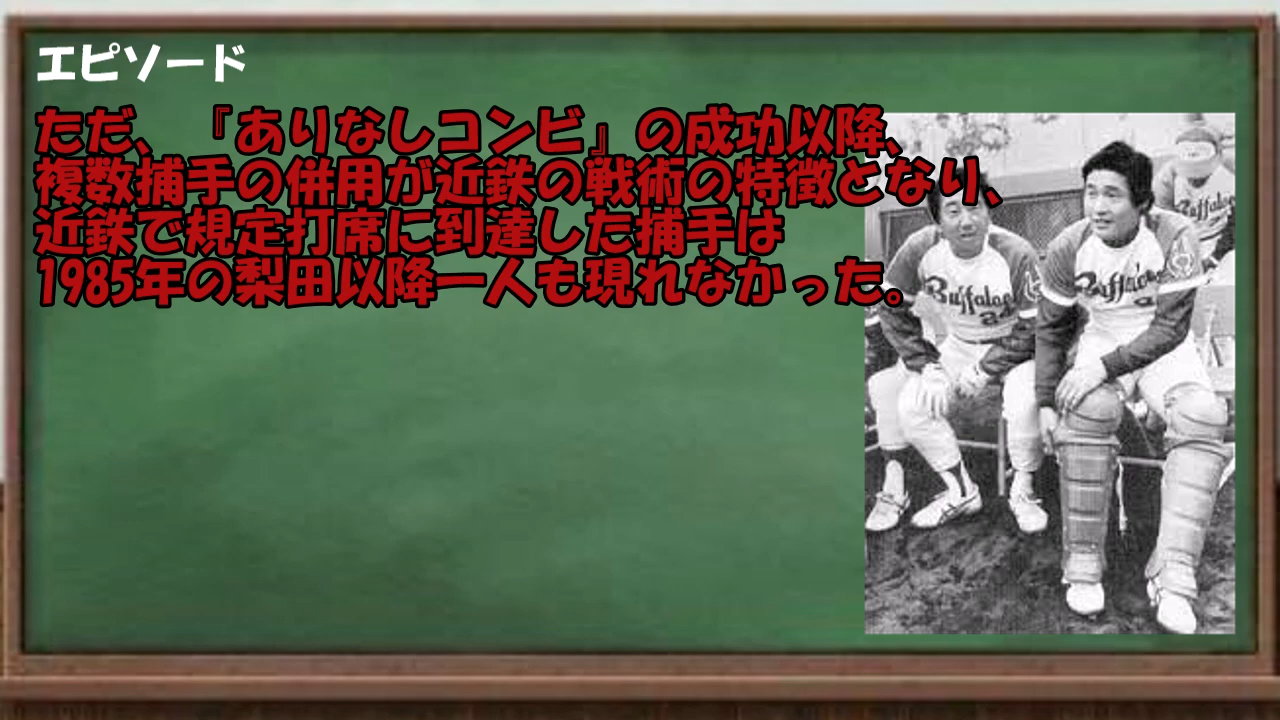 エピソード
ただ、『ありなしコンビ』の成功以降、
複数捕手の併用が近鉄の戦術の特徴となり、
近鉄で規定打席に到達した捕手は
1985年の梨田以降一人も現れなかった。
Buffaloes
Buffaloes